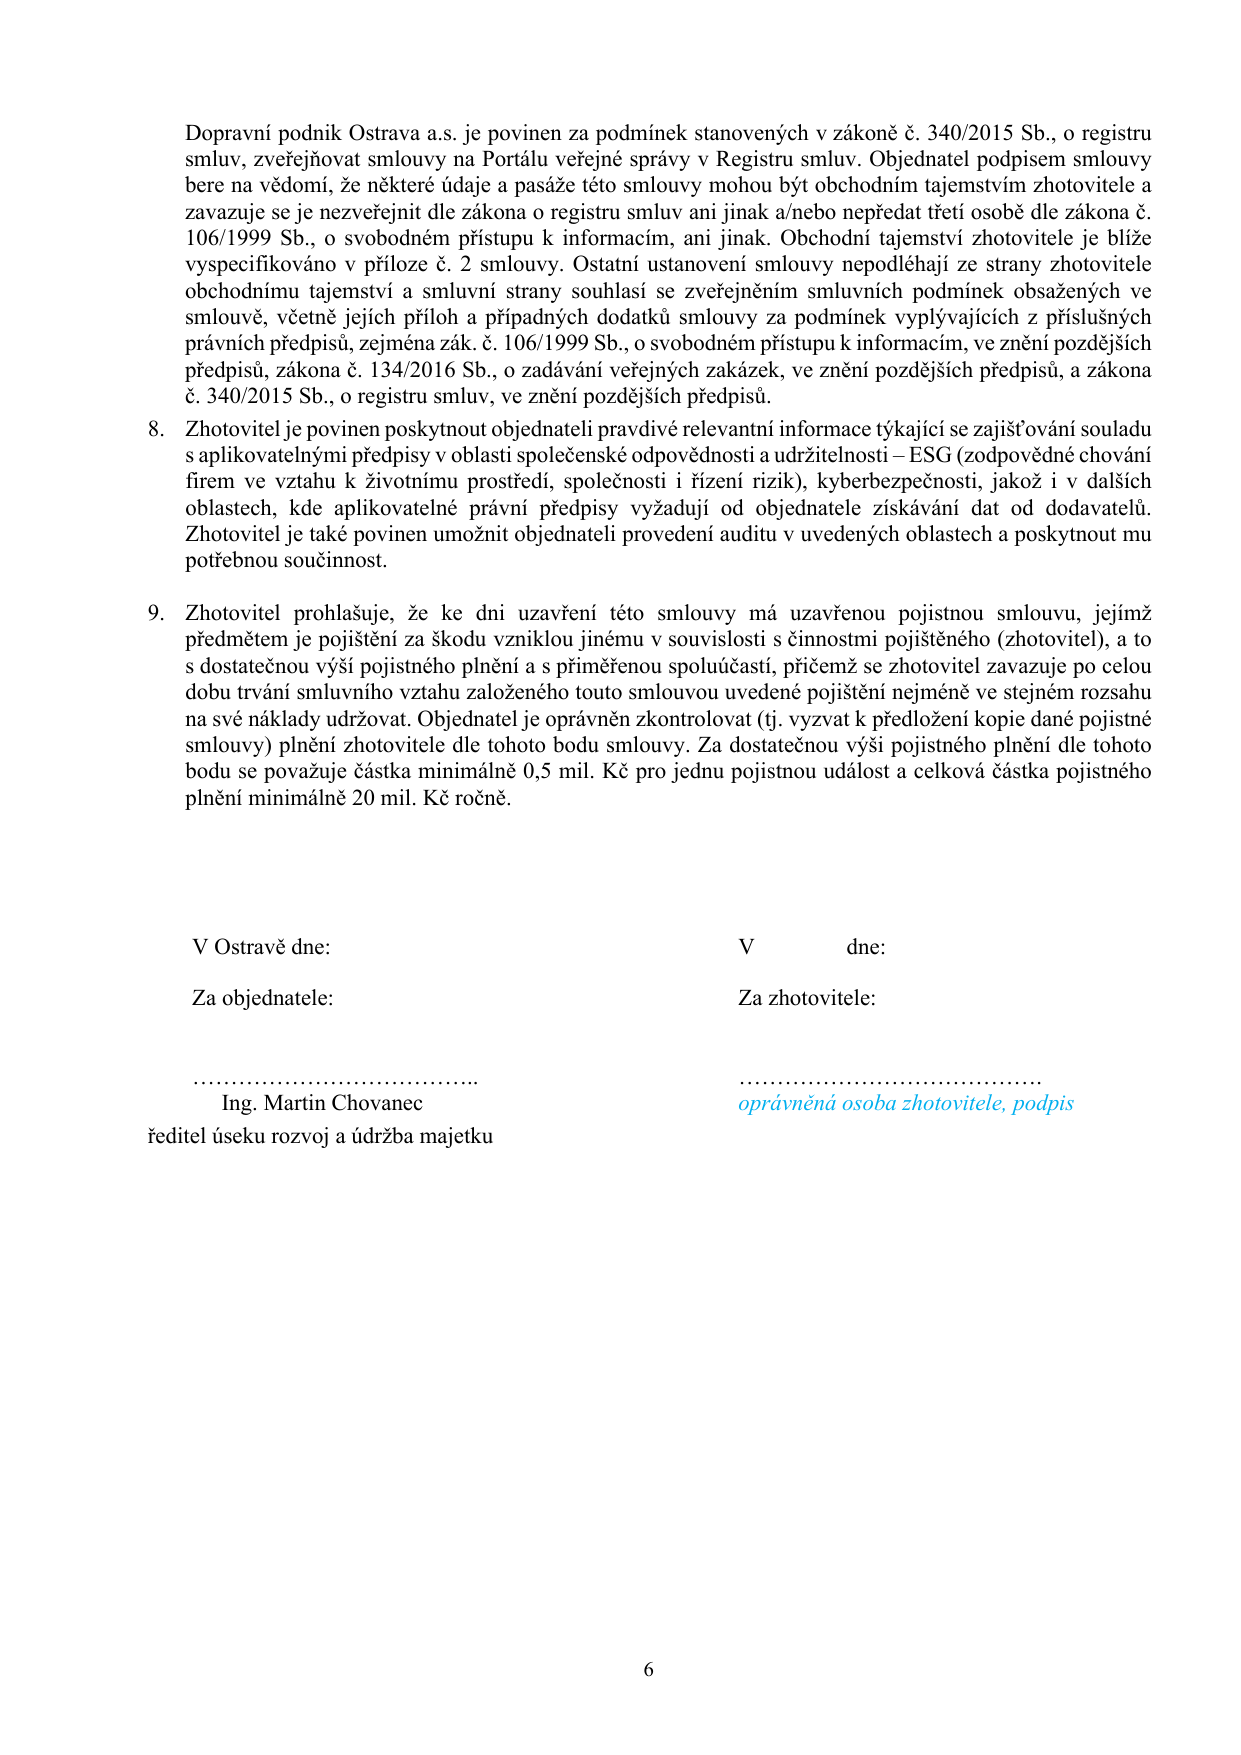 Dopravní podnik Ostrava a.s. je povinen za podmínek stanovených v zákoně č. 340/2015 Sb., o registru
smluv, zveřejňovat smlouvy na Portálu veřejné správy v Registru smluv. Objednatel podpisem smlouvy
bere na vědomí, že některé údaje a pasáže této smlouvy mohou být obchodním tajemstvím zhotovitele a
zavazuje se je nezveřejnit dle zákona o registru smluv ani jinak a/nebo nepředat třetí osobě dle zákona č.
106/1999 Sb., o svobodném přístupu k informacím, ani jinak. Obchodní tajemství zhotovitele je blíže
vyspecifikováno v příloze č. 2 smlouvy. Ostatní ustanovení smlouvy nepodléhají ze strany zhotovitele
obchodnímu tajemství a smluvní strany souhlasí se zveřejněním smluvních podmínek obsažených ve
smlouvě, včetně jejích příloh a případných dodatků smlouvy za podmínek vyplývajících z příslušných
právních předpisů, zejména zák. č. 106/1999 Sb., o svobodném přístupu k informacím, ve znění pozdějších
předpisů, zákona č. 134/2016 Sb., o zadávání veřejných zakázek, ve znění pozdějších předpisů, a zákona
č. 340/2015 Sb., o registru smluv, ve znění pozdějších předpisů.
8. Zhotovitel je povinen poskytnout objednateli pravdivé relevantní informace týkající se zajišťování souladu
s aplikovatelnými předpisy v oblasti společenské odpovědnosti a udržitelnosti – ESG (zodpovědné chování
firem ve vztahu k životnímu prostředí, společnosti i řízení rizik), kyberbezpečnosti, jakož i v dalších
oblastech, kde aplikovatelné právní předpisy vyžadují od objednatele získávání dat od dodavatelů.
Zhotovitel je také povinen umožnit objednateli provedení auditu v uvedených oblastech a poskytnout mu
potřebnou součinnost.
9. Zhotovitel prohlašuje, že ke dni uzavření této smlouvy má uzavřenou pojistnou smlouvu, jejímž
předmětem je pojištění za škodu vzniklou jinému v souvislosti s činnostmi pojištěného (zhotovitel), a to
s dostatečnou výší pojistného plnění a s přiměřenou spoluúčastí, přičemž se zhotovitel zavazuje po celou
dobu trvání smluvního vztahu založeného touto smlouvou uvedené pojištění nejméně ve stejném rozsahu
na své náklady udržovat. Objednatel je oprávněn zkontrolovat (tj. vyzvat k předložení kopie dané pojistné
smlouvy) plnění zhotovitele dle tohoto bodu smlouvy. Za dostatečnou výši pojistného plnění dle tohoto
bodu se považuje částka minimálně 0,5 mil. Kč pro jednu pojistnou událost a celková částka pojistného
plnění minimálně 20 mil. Kč ročně.
V Ostravě dne: V dne:
Za objednatele: Za zhotovitele:
……………………………….. ………………………………….
Ing. Martin Chovanec oprávněná osoba zhotovitele, podpis
ředitel úseku rozvoj a údržba majetku
6